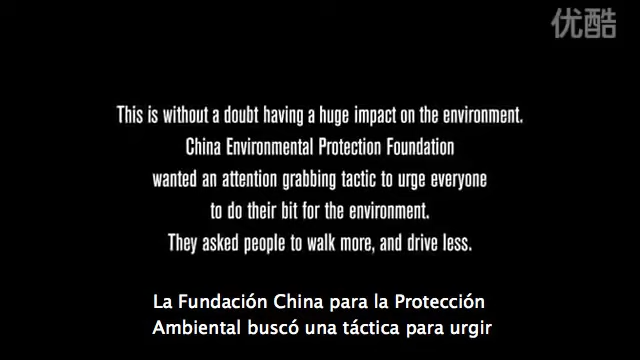 优酷
This is without a doubt having a huge impact on the environment.
China Environmental Protection Foundation
wanted an attention grabbing tactic to urge everyone
to do their bit for the environment.
They asked people to walk more, and drive less.
La Fundación China para la Protección
Ambiental buscó una táctica para urgir